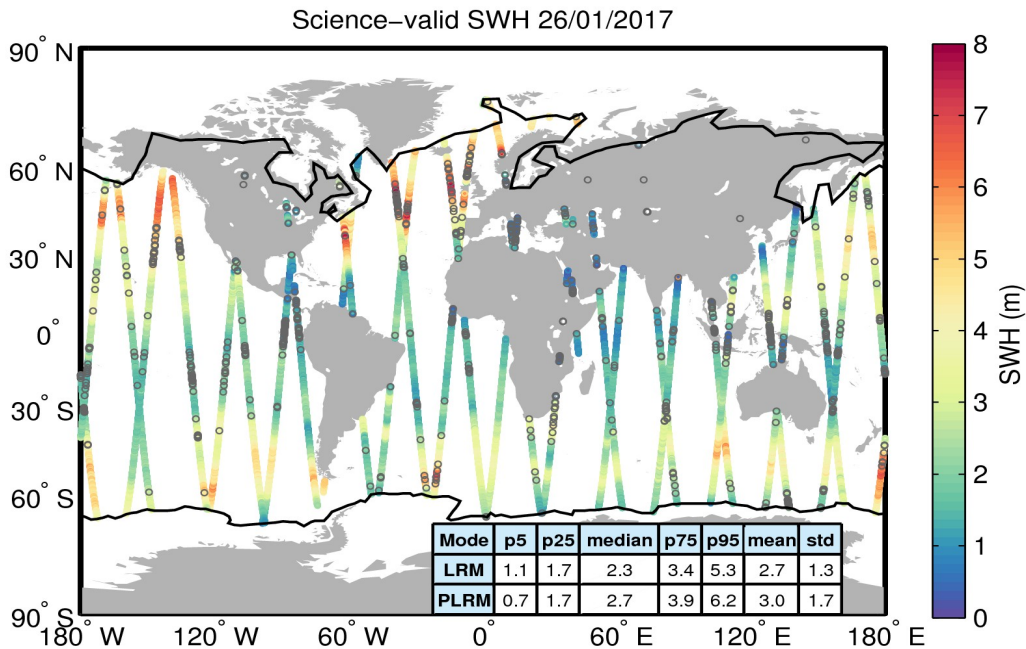 Science−valid SWH 26/01/2017
90° N
60° N
30° N
0°
30° S
60° S
90° S
180° W
120° W
60° W
0°
60° E
120° E
180° E
Mode p5 p25 median p75 p95 mean std
LRM 1.1 1.7 2.3 3.4 5.3 2.7 1.3
PLRM 0.7 1.7 2.7 3.9 6.2 3.0 1.7
8
7
6
5
4
3
2
1
0
SWH (m)